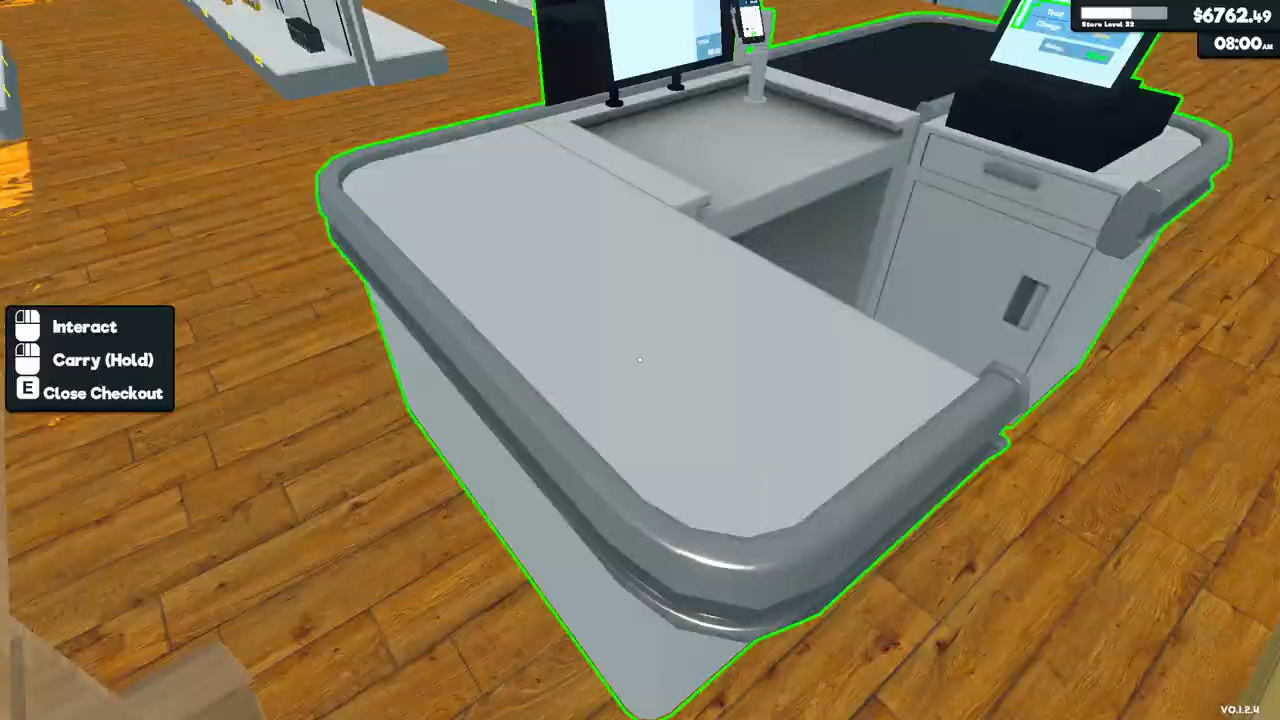 Store Level 32
$6762.49
08:00AM
Interact
Carry (Hold)
E Close Checkout
V0.1.2.4